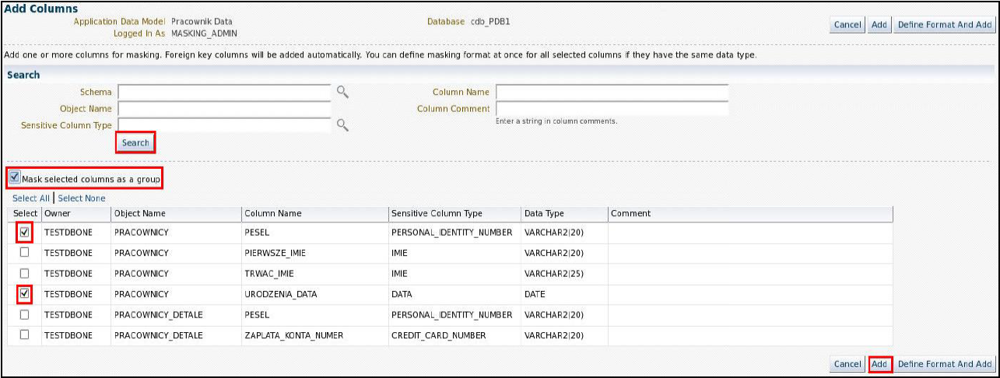 Add Columns
Application Data Model Pracownik Data Database cdb_PDB1
Logged In As MASKING_ADMIN
Cancel Add Define Format And Add
Add one or more columns for masking. Foreign key columns will be added automatically. You can define masking format at once for all selected columns if they have the same data type.
Search
Schema Column Name
Object Name Column Comment
Sensitive Column Type Enter a string in column comments.
Search
Mask selected columns as a group
Select All | Select None
Select Owner Object Name Column Name Sensitive Column Type Data Type Comment
TESTDBONE PRACOWNICY PESEL PERSONAL_IDENTITY_NUMBER VARCHAR2(20)
TESTDBONE PRACOWNICY PIERWSZE_IMIE IMIE VARCHAR2(20)
TESTDBONE PRACOWNICY TRWAC_IMIE IMIE VARCHAR2(25)
TESTDBONE PRACOWNICY URODZENIA_DATA DATA DATE
TESTDBONE PRACOWNICY_DETALE PESEL PERSONAL_IDENTITY_NUMBER VARCHAR2(20)
TESTDBONE PRACOWNICY_DETALE ZAPLATA_KONTA_NUMER CREDIT_CARD_NUMBER VARCHAR2(20)
Cancel Add Define Format And Add